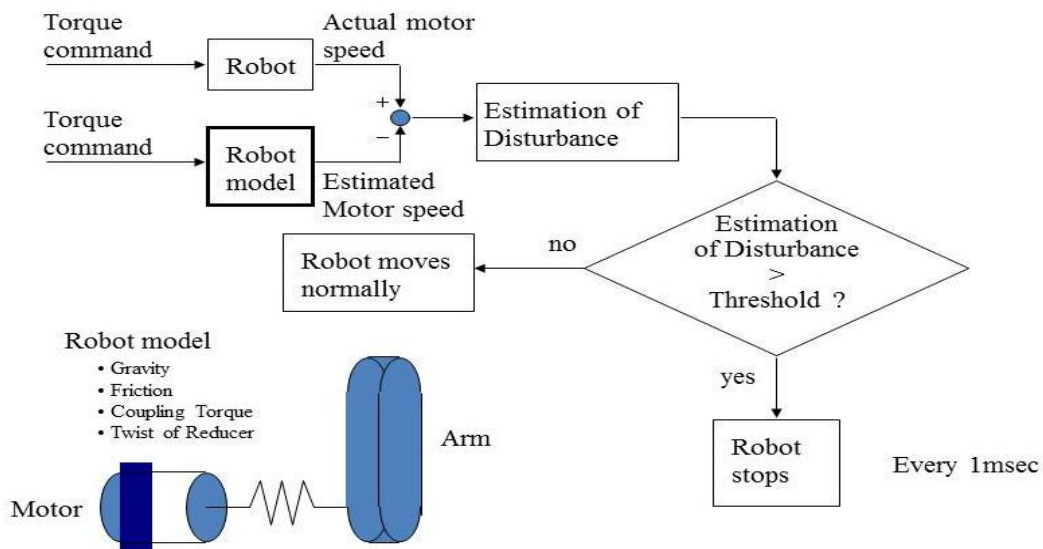 Torque
command
Robot
Actual motor
speed
+
−
Torque
command
Robot
model
Estimated
Motor speed
Estimation of
Disturbance
Estimation
of Disturbance
>
Threshold ?
no
Robot moves
normally
yes
Robot
stops
Every 1msec
Robot model
• Gravity
• Friction
• Coupling Torque
• Twist of Reducer
Arm
Motor